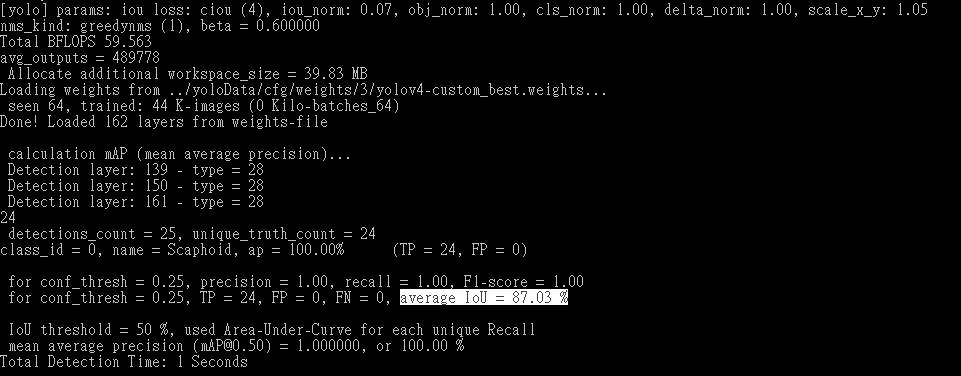 [yolo] params: iou loss: ciou (4), iou_norm: 0.07, obj_norm: 1.00, cls_norm: 1.00, delta_norm: 1.00, scale_x_y: 1.05
nms_kind: greedynms (1), beta = 0.600000
Total BFLOPS 59.563
avg_outputs = 489778
Allocate additional workspace_size = 39.83 MB
Loading weights from ../yoloData/cfg/weights/3/yolov4-custom_best.weights...
seen 64, trained: 44 K-images (0 Kilo-batches_64)
Done! Loaded 162 layers from weights-file
calculation mAP (mean average precision)...
Detection layer: 139 - type = 28
Detection layer: 150 - type = 28
Detection layer: 161 - type = 28
24
detections_count = 25, unique_truth_count = 24
class_id = 0, name = Scaphoid, ap = 100.00% (TP = 24, FP = 0)
for conf_thresh = 0.25, precision = 1.00, recall = 1.00, F1-score = 1.00
for conf_thresh = 0.25, TP = 24, FP = 0, FN = 0, average IoU = 87.03 %
IoU threshold = 50 %, used Area-Under-Curve for each unique Recall
mean average precision (mAP@0.50) = 1.000000, or 100.00 %
Total Detection Time: 1 Seconds